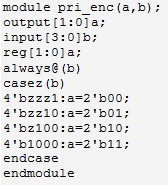 module pri_enc(a,b);
output[1:0]a;
input[3:0]b;
reg[1:0]a;
always@(b)
casez(b)
4'bzzz1:a=2'b00;
4'bzz10:a=2'b01;
4'bz100:a=2'b10;
4'b1000:a=2'b11;
endcase
endmodule